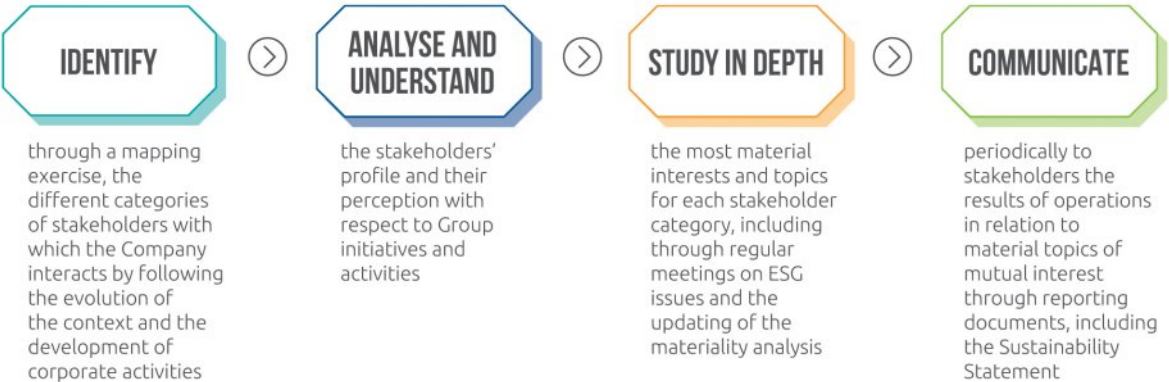 IDENTIFY
through a mapping
exercise, the
different categories
of stakeholders with
which the Company
interacts by following
the evolution of
the context and the
development of
corporate activities
ANALYSE AND
UNDERSTAND
the stakeholders’
profile and their
perception with
respect to Group
initiatives and
activities
STUDY IN DEPTH
the most material
interests and topics
for each stakeholder
category, including
through regular
meetings on ESG
issues and the
updating of the
materiality analysis
COMMUNICATE
periodically to
stakeholders the
results of operations
in relation to
material topics of
mutual interest
through reporting
documents, including
the Sustainability
Statement